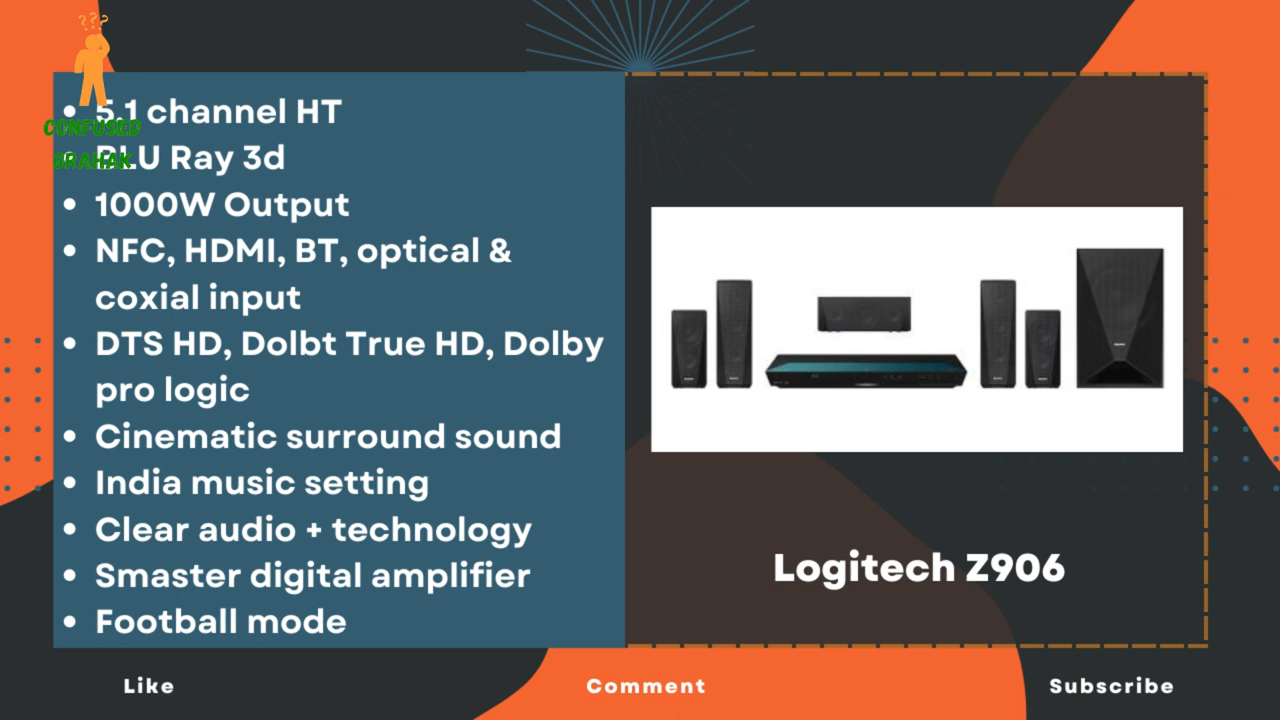 ???
CONFUSED
GRAHAK
• 5.1 channel HT
• BLU Ray 3d
• 1000W Output
• NFC, HDMI, BT, optical &
coxial input
• DTS HD, Dolbt True HD, Dolby
pro logic
• Cinematic surround sound
• India music setting
• Clear audio + technology
• Smaster digital amplifier
• Football mode
Logitech Z906
Like
Comment
Subscribe